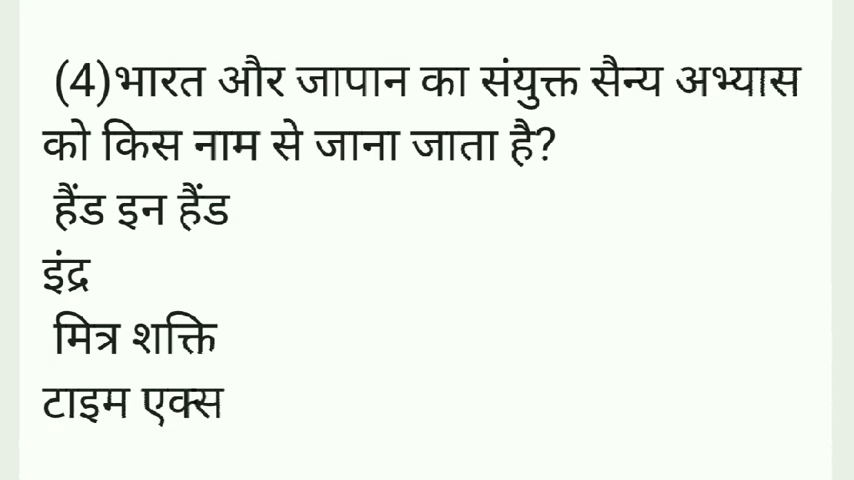 (4)भारत और जापान का संयुक्त सैन्य अभ्यास
को किस नाम से जाना जाता है?
हैंड इन हैंड
इंद्र
मित्र शक्ति
टाइम एक्स